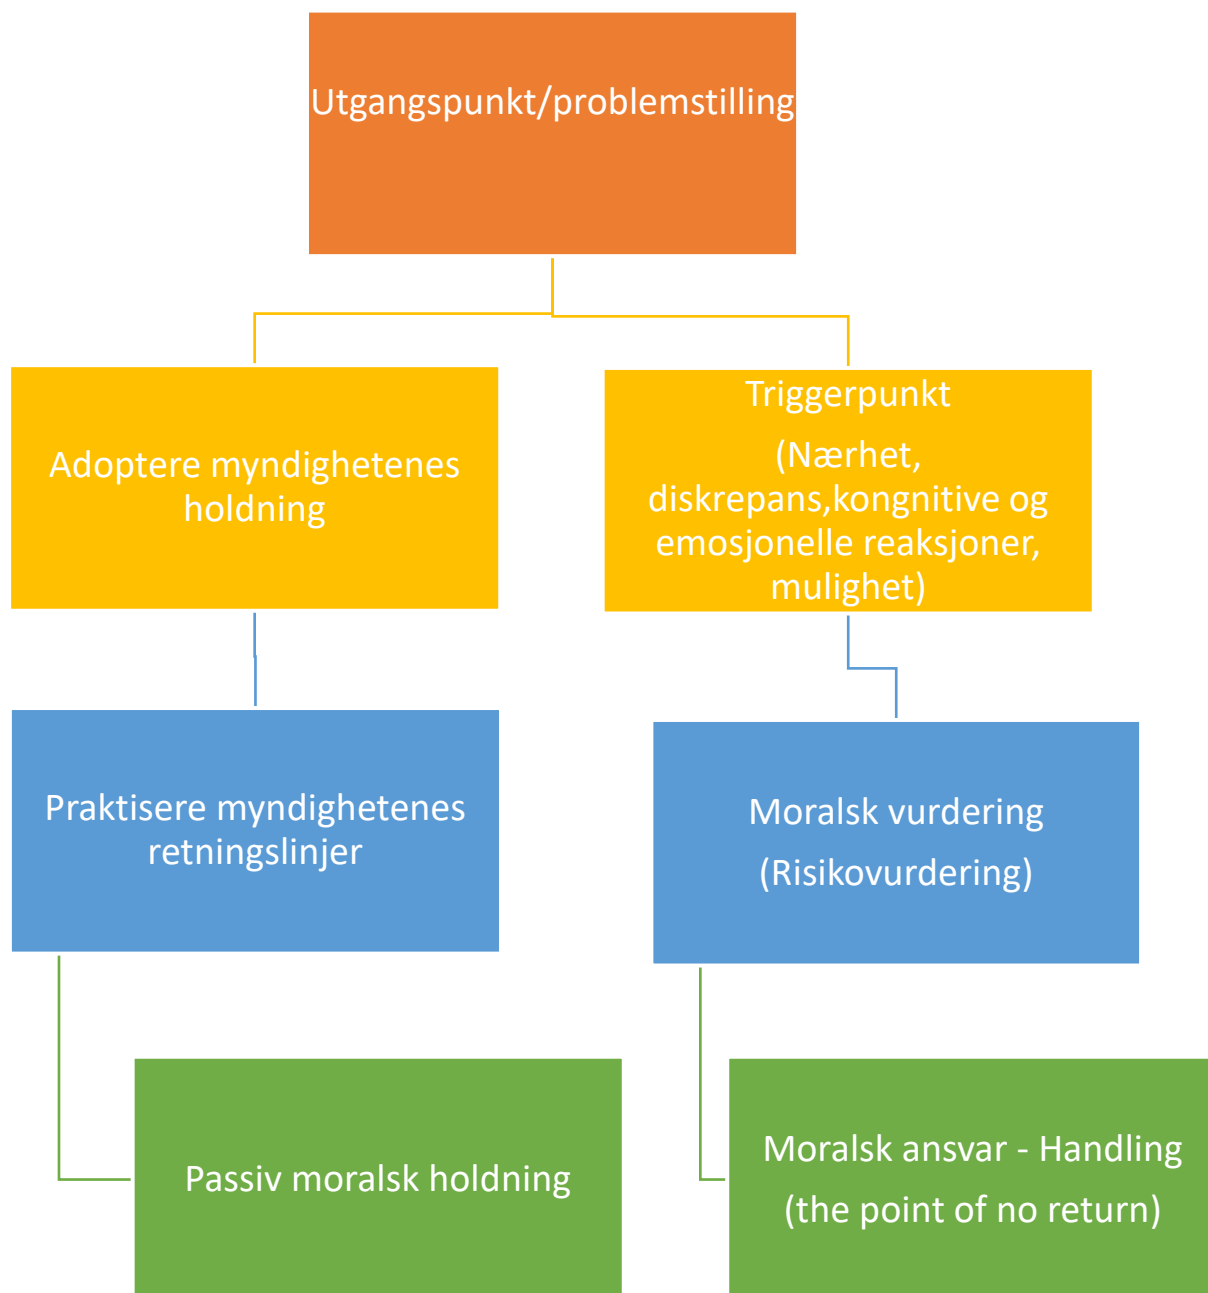 Utgangspunkt/problemstilling
Adoptere myndighetenes
holdning
Triggerpunkt
(Nærhet,
diskrepans,kongnitive og
emosjonelle reaksjoner,
mulighet)
Praktisere myndighetenes
retningslinjer
Moralsk vurdering
(Risikovurdering)
Passiv moralsk holdning
Moralsk ansvar - Handling
(the point of no return)